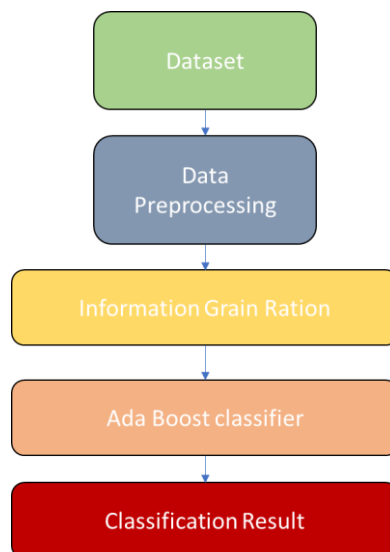 Dataset
Data
Preprocessing
Information Grain Ration
Ada Boost classifier
Classification Result